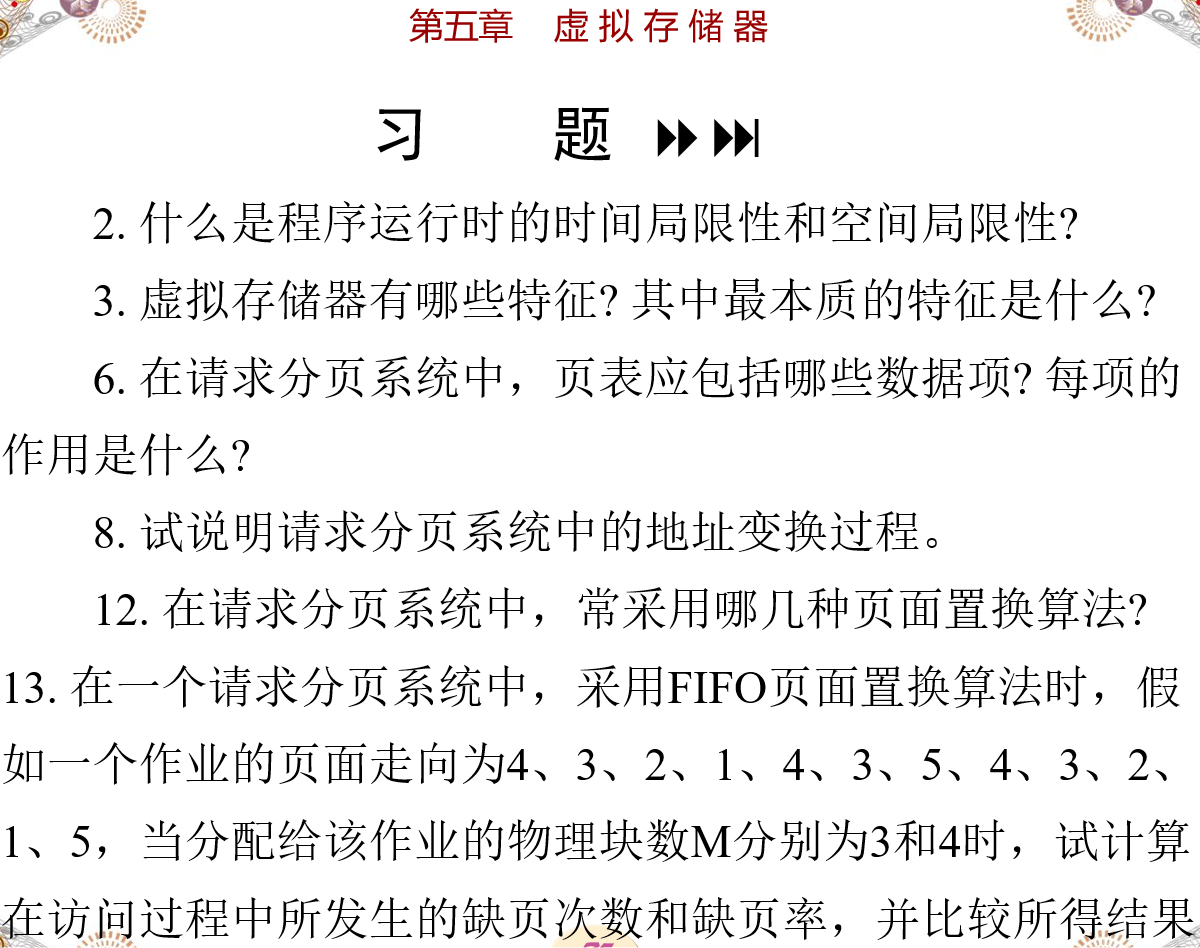 第五章 虚拟存储器
习 题
2. 什么是程序运行时的时间局限性和空间局限性?
3. 虚拟存储器有哪些特征? 其中最本质的特征是什么?
6. 在请求分页系统中，页表应包括哪些数据项? 每项的
作用是什么?
8. 试说明请求分页系统中的地址变换过程。
12. 在请求分页系统中，常采用哪几种页面置换算法?
13. 在一个请求分页系统中，采用FIFO页面置换算法时，假
如一个作业的页面走向为4、3、2、1、4、3、5、4、3、2、
1、5，当分配给该作业的物理块数M分别为3和4时，试计算
在访问过程中所发生的缺页次数和缺页率，并比较所得结果